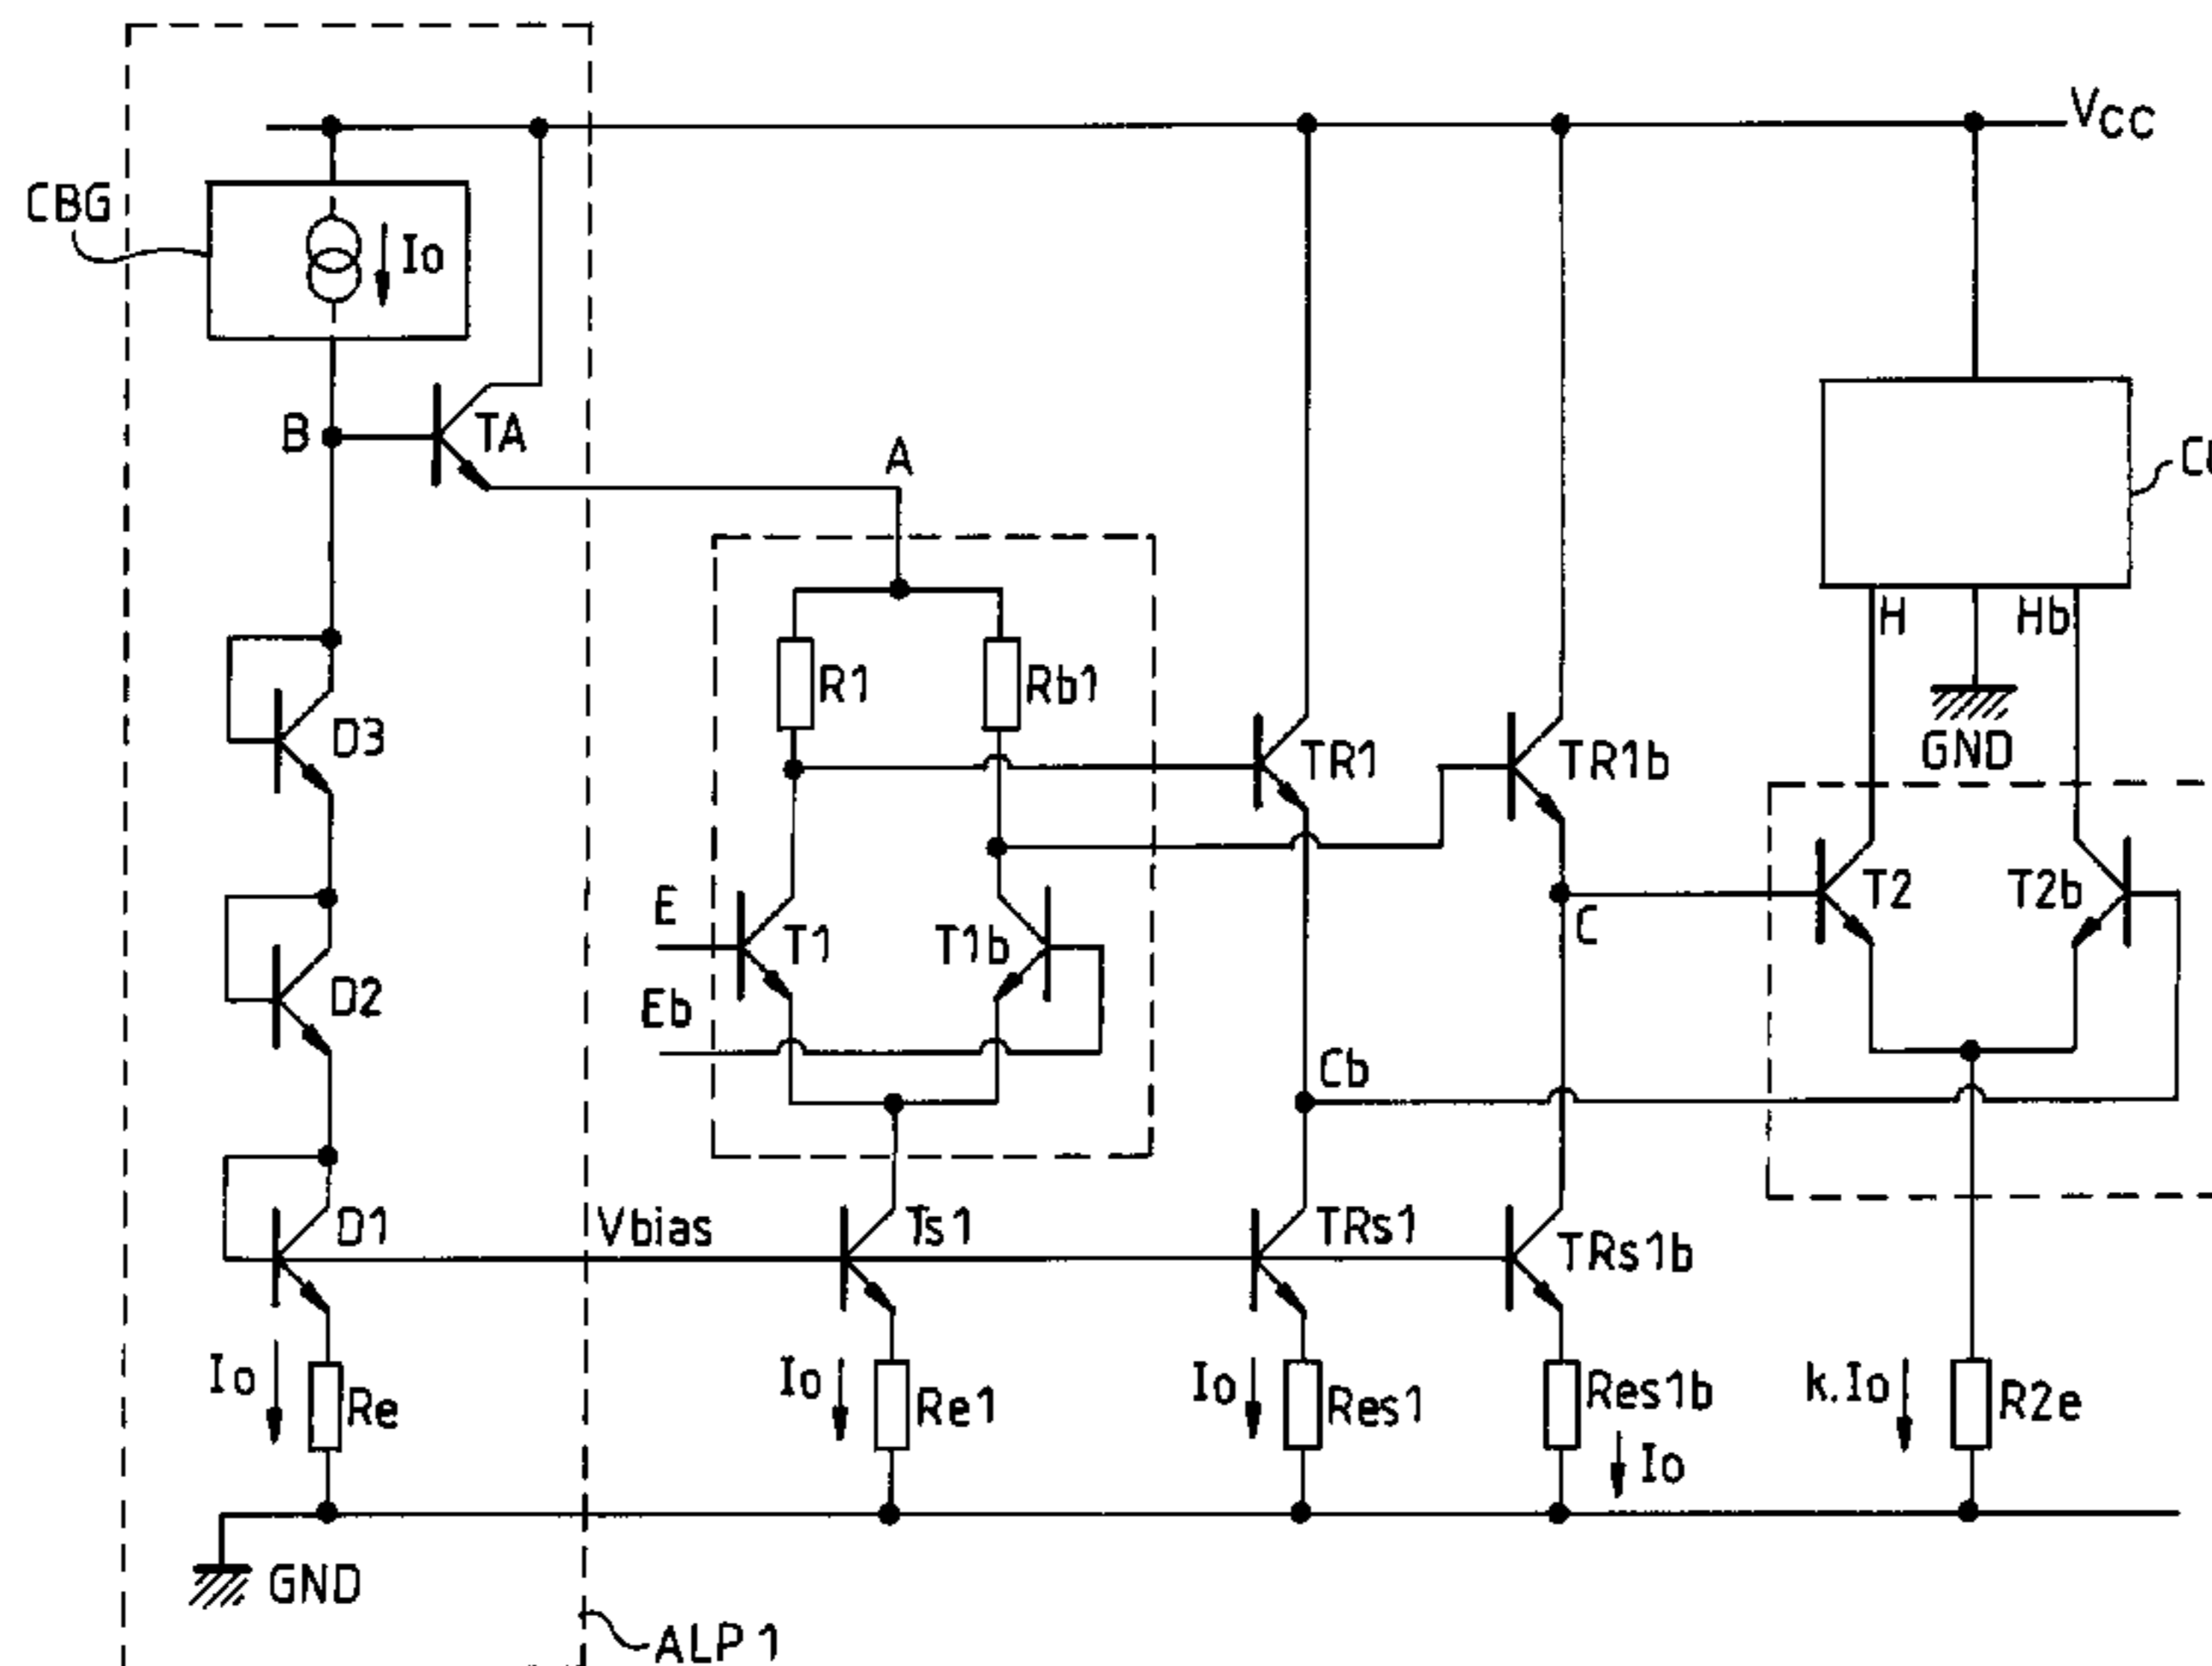 Vcc
CBG
Io
B
TA
A
H
Hb
R1
Rb1
D3
TR1
TR1b
GND
E
T1
T1b
C
T2
T2b
D2
Eb
Cb
D1
Vbias
Ts1
TRs1
TRs1b
Io
Re
Io
Re1
Io
Res1
Res1b
Io
k.Io
R2e
GND
ALP1